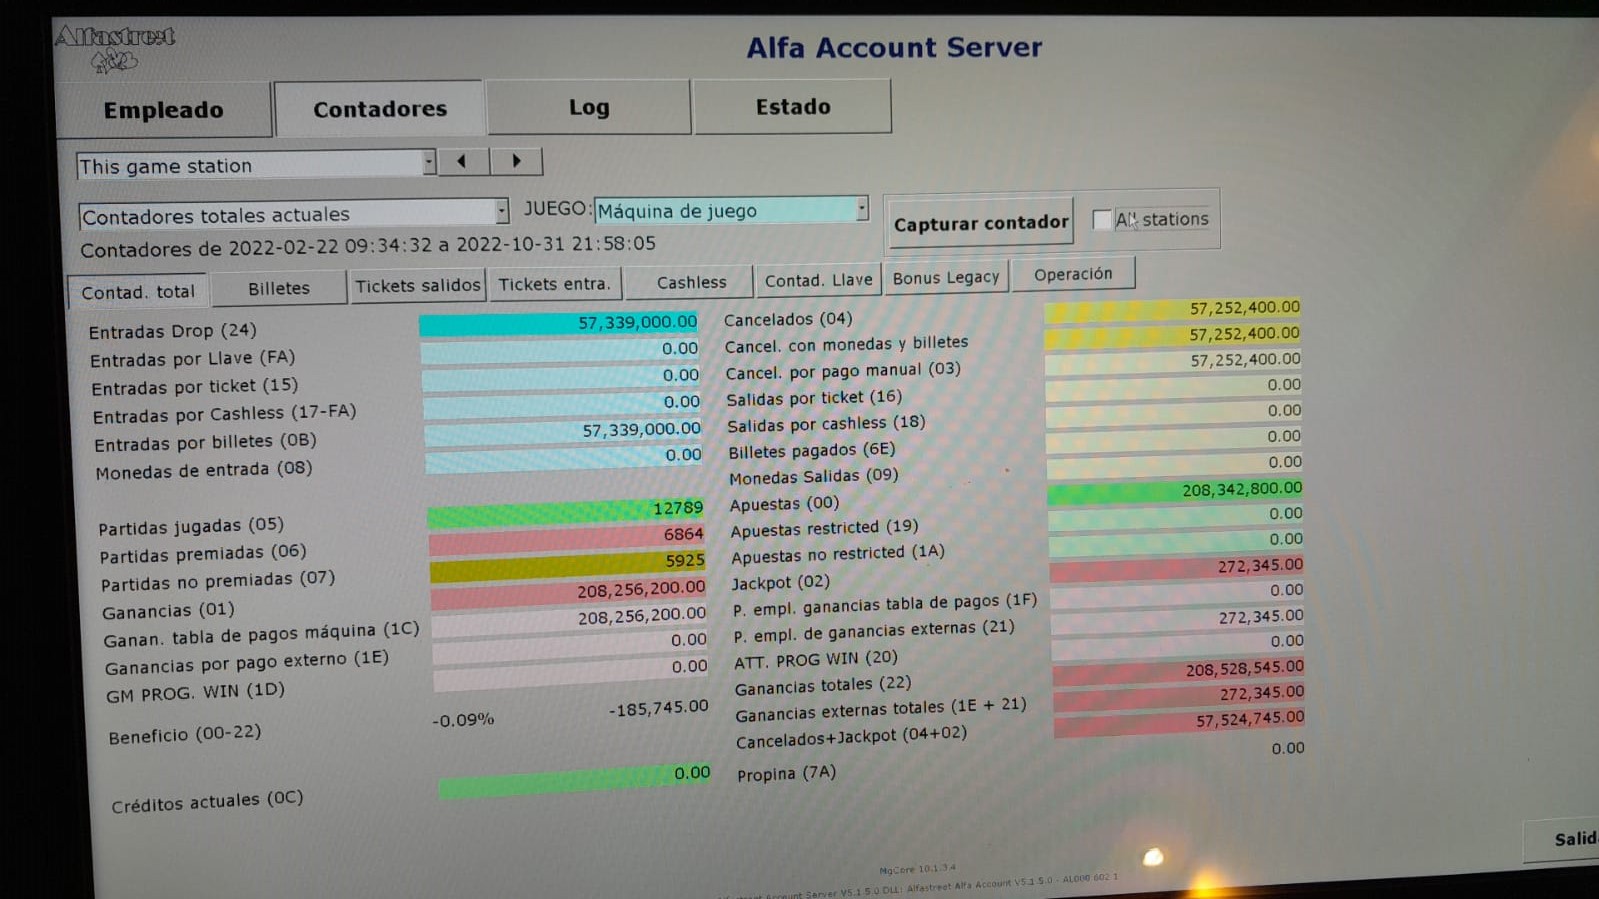 Alfastreet
Alfa Account Server
Empleado Contadores Log Estado
This game station
Contadores totales actuales JUEGO: Máquina de juego Capturar contador All stations
Contadores de 2022-02-22 09:34:32 a 2022-10-31 21:58:05
Contad. total Billetes Tickets salidos Tickets entra. Cashless Contad. Llave Bonus Legacy Operación
Entradas Drop (24) 57,339,000.00
Entradas por Llave (FA) 0.00
Entradas por ticket (15) 0.00
Entradas por Cashless (17-FA) 0.00
Entradas por billetes (0B) 57,339,000.00
Monedas de entrada (08) 0.00
Partidas jugadas (05) 12789
Partidas premiadas (06) 6864
Partidas no premiadas (07) 5925
Ganancias (01) 208,256,200.00
Ganan. tabla de pagos máquina (1C) 208,256,200.00
Ganancias por pago externo (1E) 0.00
GM PROG. WIN (1D) 0.00
Beneficio (00-22) -0.09% -185,745.00
Créditos actuales (0C) 0.00
Cancelados (04) 57,252,400.00
Cancel. con monedas y billetes 57,252,400.00
Cancel. por pago manual (03) 57,252,400.00
Salidas por ticket (16) 0.00
Salidas por cashless (18) 0.00
Billetes pagados (6E) 0.00
Monedas Salidas (09) 0.00
Apuestas (00) 208,342,800.00
Apuestas restricted (19) 0.00
Apuestas no restricted (1A) 0.00
Jackpot (02) 272,345.00
P. empl. ganancias tabla de pagos (1F) 0.00
P. empl. de ganancias externas (21) 272,345.00
ATT. PROG WIN (20) 0.00
Ganancias totales (22) 208,528,545.00
Ganancias externas totales (1E + 21) 272,345.00
Cancelados+Jackpot (04+02) 57,524,745.00
Propina (7A) 0.00
Salid
MgCore 10.1.3.4
Account Server V5.1.5.0 DLL: Alfastreet Alfa Account V5.1.5.0 - AL000 602.1